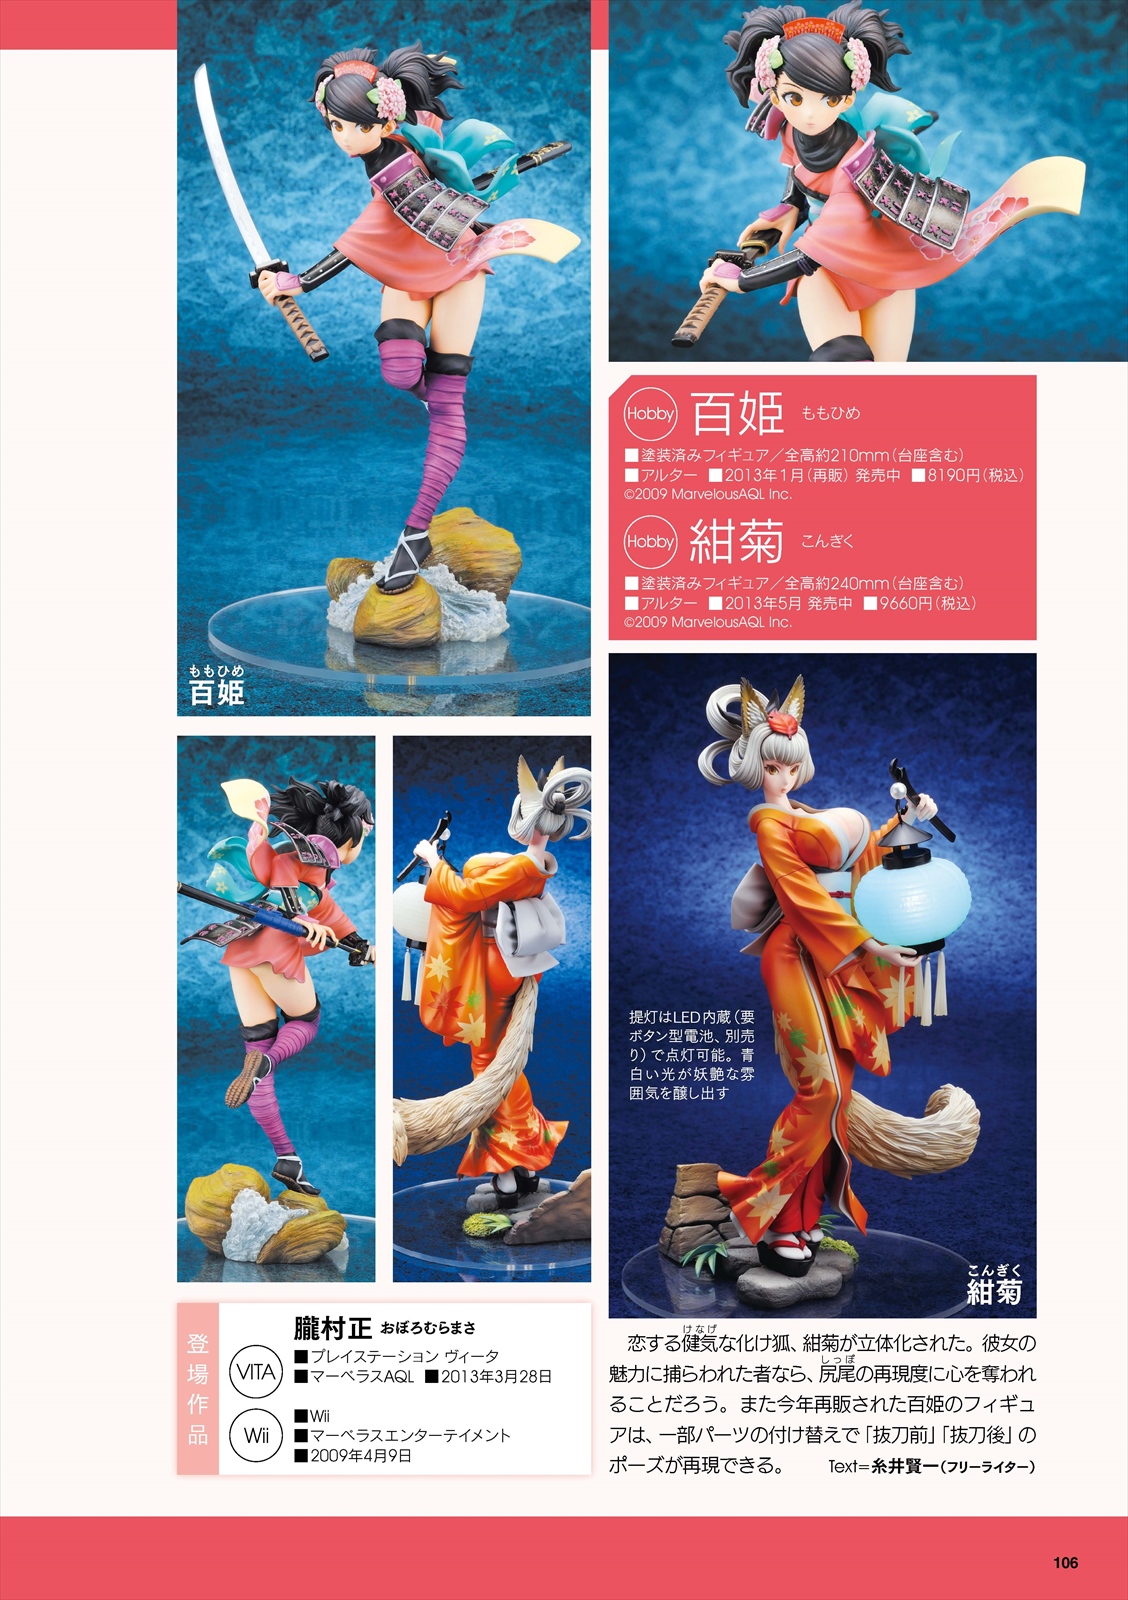 ももひめ
百姫
Hobby 百姫 ももひめ
■塗装済みフィギュア／全高約210mm（台座含む）
■アルター ■2013年1月（再販） 発売中 ■8190円（税込）
©2009 MarvelousAQL Inc.
Hobby 紺菊 こんぎく
■塗装済みフィギュア／全高約240mm（台座含む）
■アルター ■2013年5月 発売中 ■9660円（税込）
©2009 MarvelousAQL Inc.
提灯はLED内蔵（要
ボタン型電池、別売
り）で点灯可能。青
白い光が妖艶な雰
囲気を醸し出す
こんぎく
紺菊
登場作品
朧村正 おぼろむらまさ
VITA
■プレイステーション ヴィータ
■マーベラスAQL ■2013年3月28日
Wii
■Wii
■マーベラスエンターテイメント
■2009年4月9日
けなげ
恋する健気な化け狐、紺菊が立体化された。彼女の
しっぽ
魅力に捕らわれた者なら、尻尾の再現度に心を奪われ
ることだろう。また今年再販された百姫のフィギュ
アは、一部パーツの付け替えで「抜刀前」「抜刀後」の
ポーズが再現できる。 Text=糸井賢一（フリーライター）
106